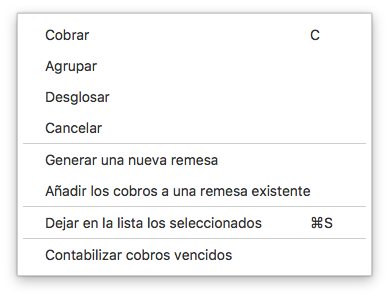 Cobrar C
Agrupar
Desglosar
Cancelar
Generar una nueva remesa
Añadir los cobros a una remesa existente
Dejar en la lista los seleccionados ⌘S
Contabilizar cobros vencidos